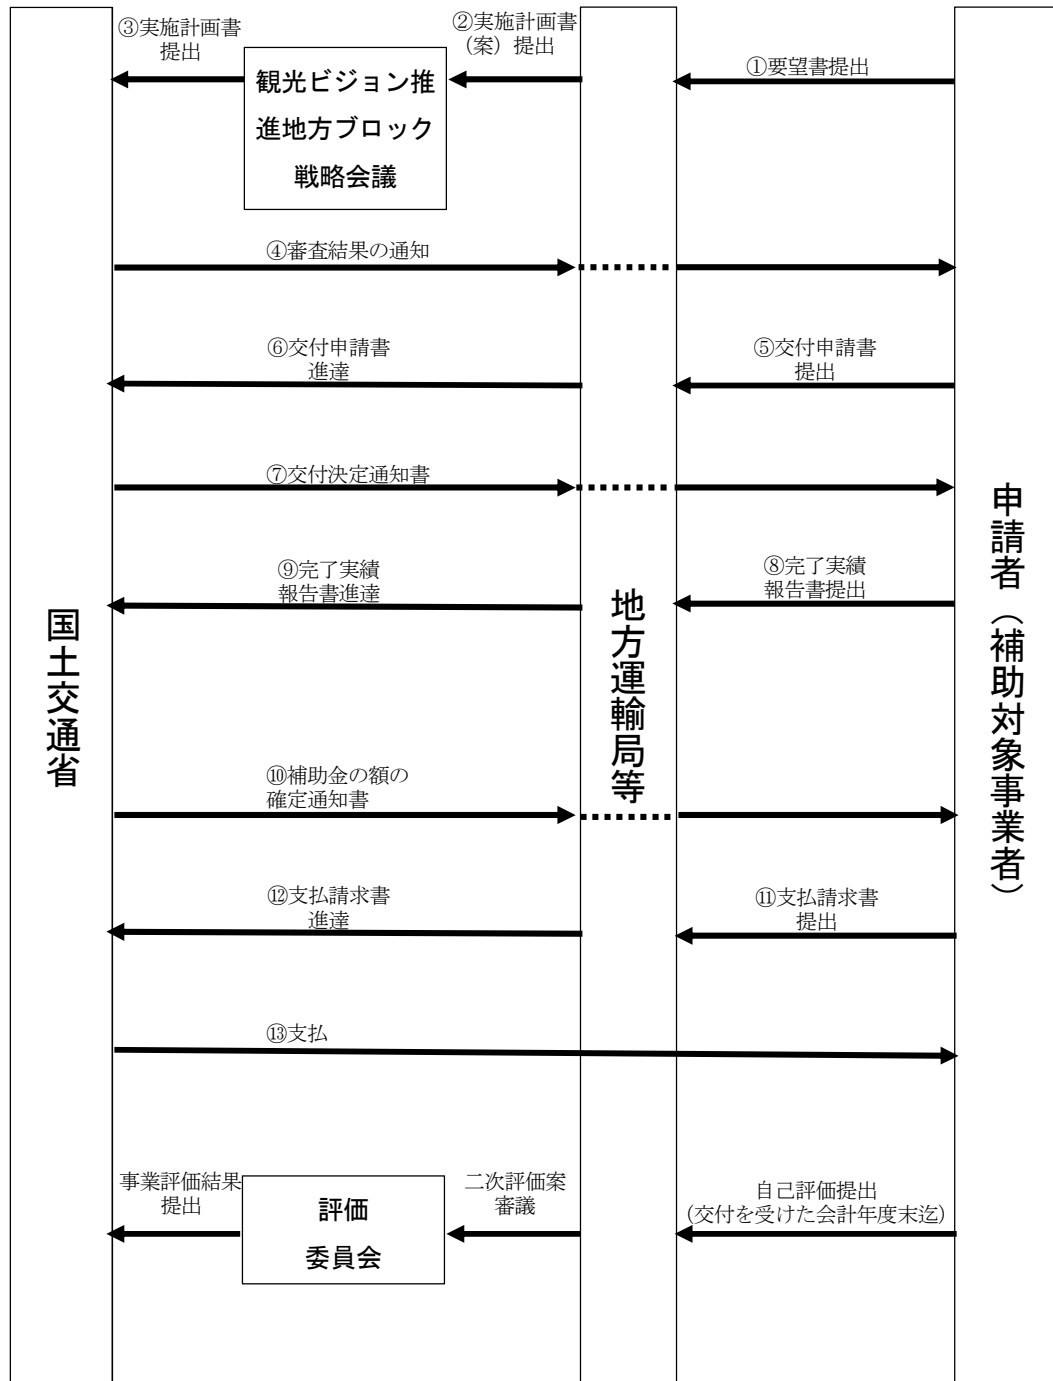 ③実施計画書
提出
②実施計画書
（案）提出
①要望書提出
観光ビジョン推
進地方ブロック
戦略会議
④審査結果の通知
⑥交付申請書
進達
⑤交付申請書
提出
⑦交付決定通知書
⑨完了実績
報告書進達
⑧完了実績
報告書提出
国土交通省
地方運輸局等
申請者（補助対象事業者）
⑩補助金の額の
確定通知書
⑫支払請求書
進達
⑪支払請求書
提出
⑬支払
事業評価結果
提出
評価
委員会
二次評価案
審議
自己評価提出
（交付を受けた会計年度末迄）